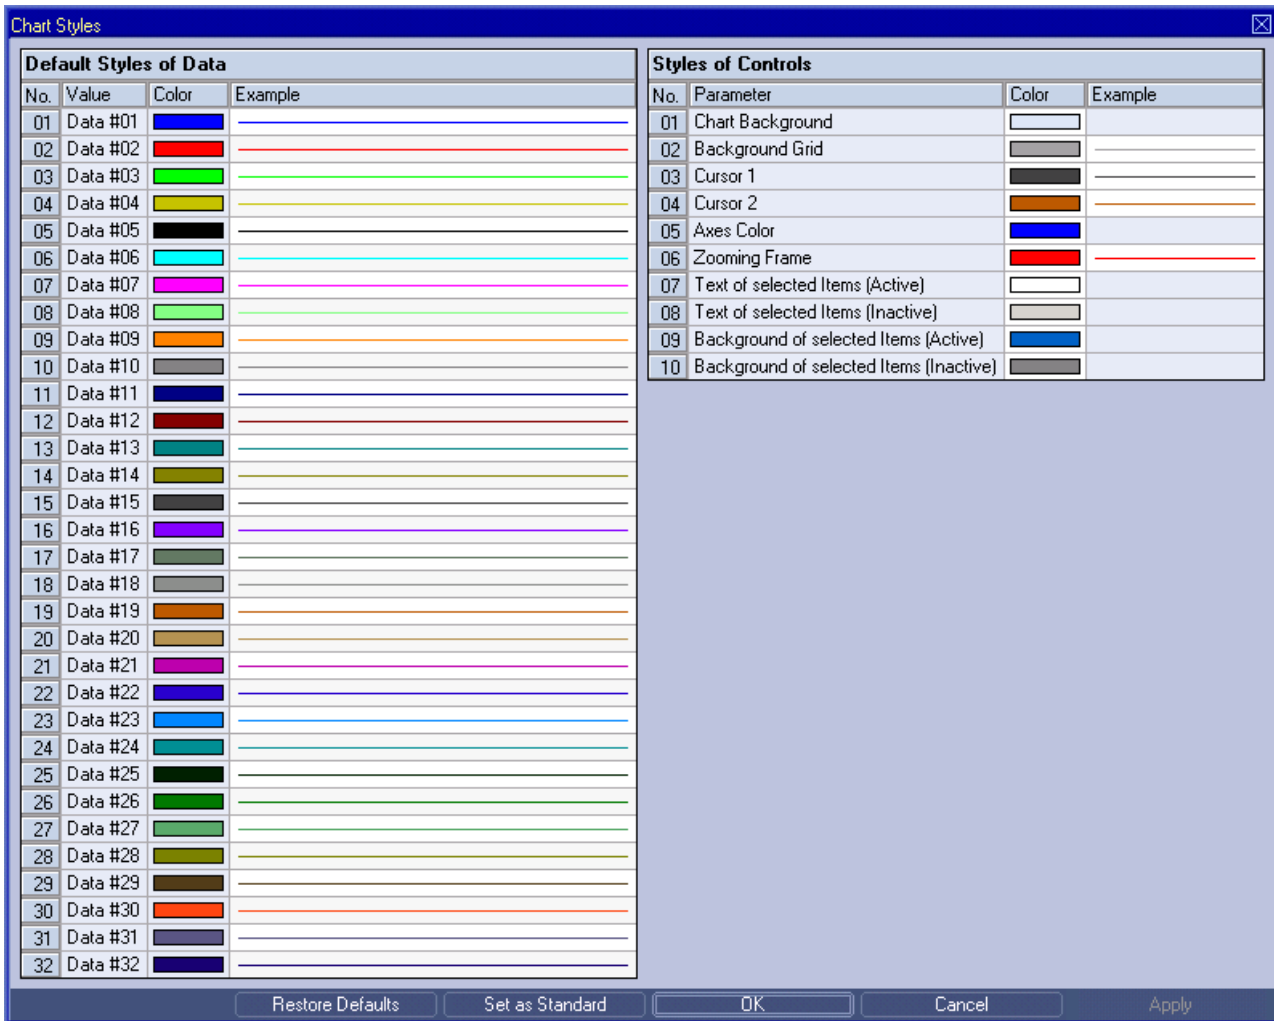 Chart Styles
Default Styles of Data
No. Value Color Example
01 Data #01
02 Data #02
03 Data #03
04 Data #04
05 Data #05
06 Data #06
07 Data #07
08 Data #08
09 Data #09
10 Data #10
11 Data #11
12 Data #12
13 Data #13
14 Data #14
15 Data #15
16 Data #16
17 Data #17
18 Data #18
19 Data #19
20 Data #20
21 Data #21
22 Data #22
23 Data #23
24 Data #24
25 Data #25
26 Data #26
27 Data #27
28 Data #28
29 Data #29
30 Data #30
31 Data #31
32 Data #32
Styles of Controls
No. Parameter Color Example
01 Chart Background
02 Background Grid
03 Cursor 1
04 Cursor 2
05 Axes Color
06 Zooming Frame
07 Text of selected Items (Active)
08 Text of selected Items (Inactive)
09 Background of selected Items (Active)
10 Background of selected Items (Inactive)
Restore Defaults Set as Standard OK Cancel Apply